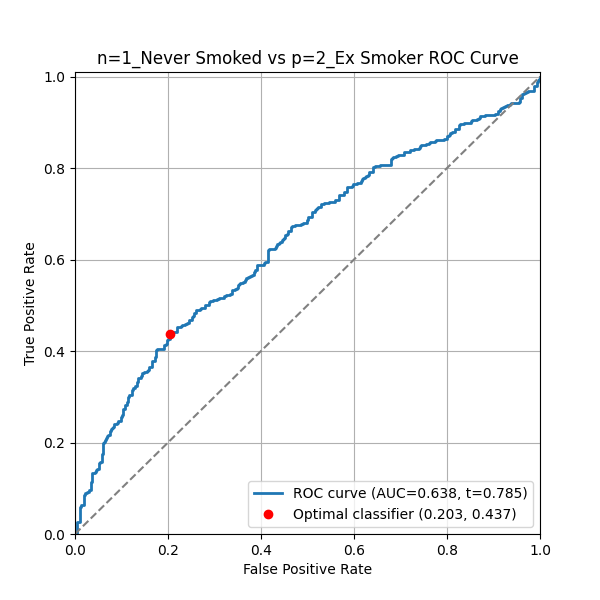 n=1_Never Smoked vs p=2_Ex Smoker ROC Curve
1.0
0.8
0.6
0.4
0.2
0.0
True Positive Rate
ROC curve (AUC=0.638, t=0.785)
Optimal classifier (0.203, 0.437)
0.0 0.2 0.4 0.6 0.8 1.0
False Positive Rate